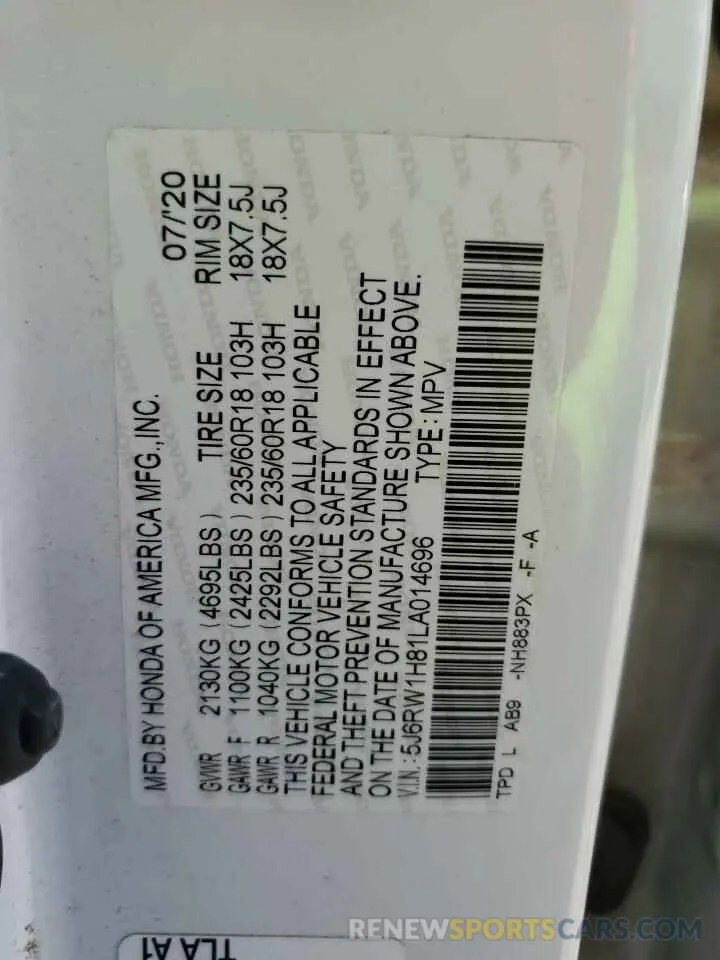 MFD.BY HONDA OF AMERICA MFG.,INC. 07/'20
GVWR 2130KG (4695LBS) TIRE SIZE RIM SIZE
GAWR F 1100KG (2425LBS) 235/60R18 103H 18X7.5J
GAWR R 1040KG (2292LBS) 235/60R18 103H 18X7.5J
THIS VEHICLE CONFORMS TO ALL APPLICABLE
FEDERAL MOTOR VEHICLE SAFETY
AND THEFT PREVENTION STANDARDS IN EFFECT
ON THE DATE OF MANUFACTURE SHOWN ABOVE.
V.I.N.: 5J6RW1H81LA014696 TYPE: MPV
TPD L AB9 -NH883PX -F -A
TLA A1
RENEWSPORTSCARS.COM